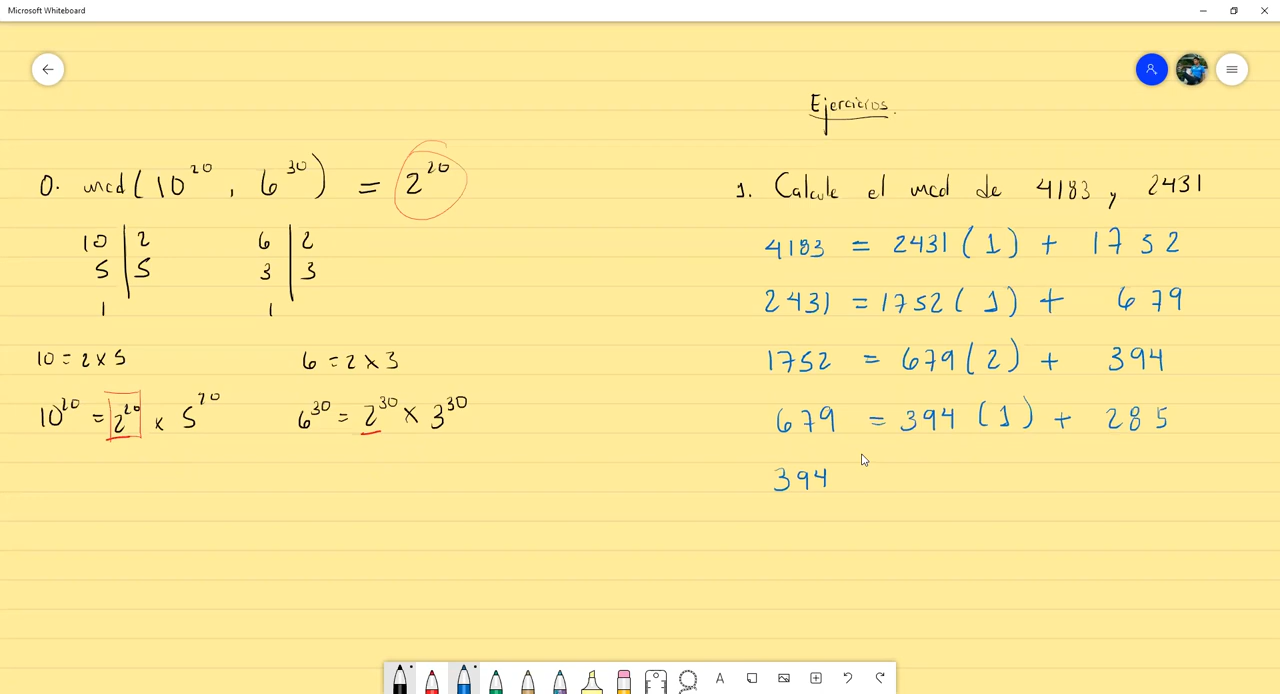 Microsoft Whiteboard
Ejercicios.
0. mcd(10^20, 6^30) = 2^20
10 | 2
5 | 5
1
6 | 2
3 | 3
1
10 = 2 x 5
6 = 2 x 3
10^20 = 2^20 x 5^20
6^30 = 2^30 x 3^30
1. Calcule el mcd de 4183 y 2431
4183 = 2431(1) + 1752
2431 = 1752(1) + 679
1752 = 679(2) + 394
679 = 394(1) + 285
394
A